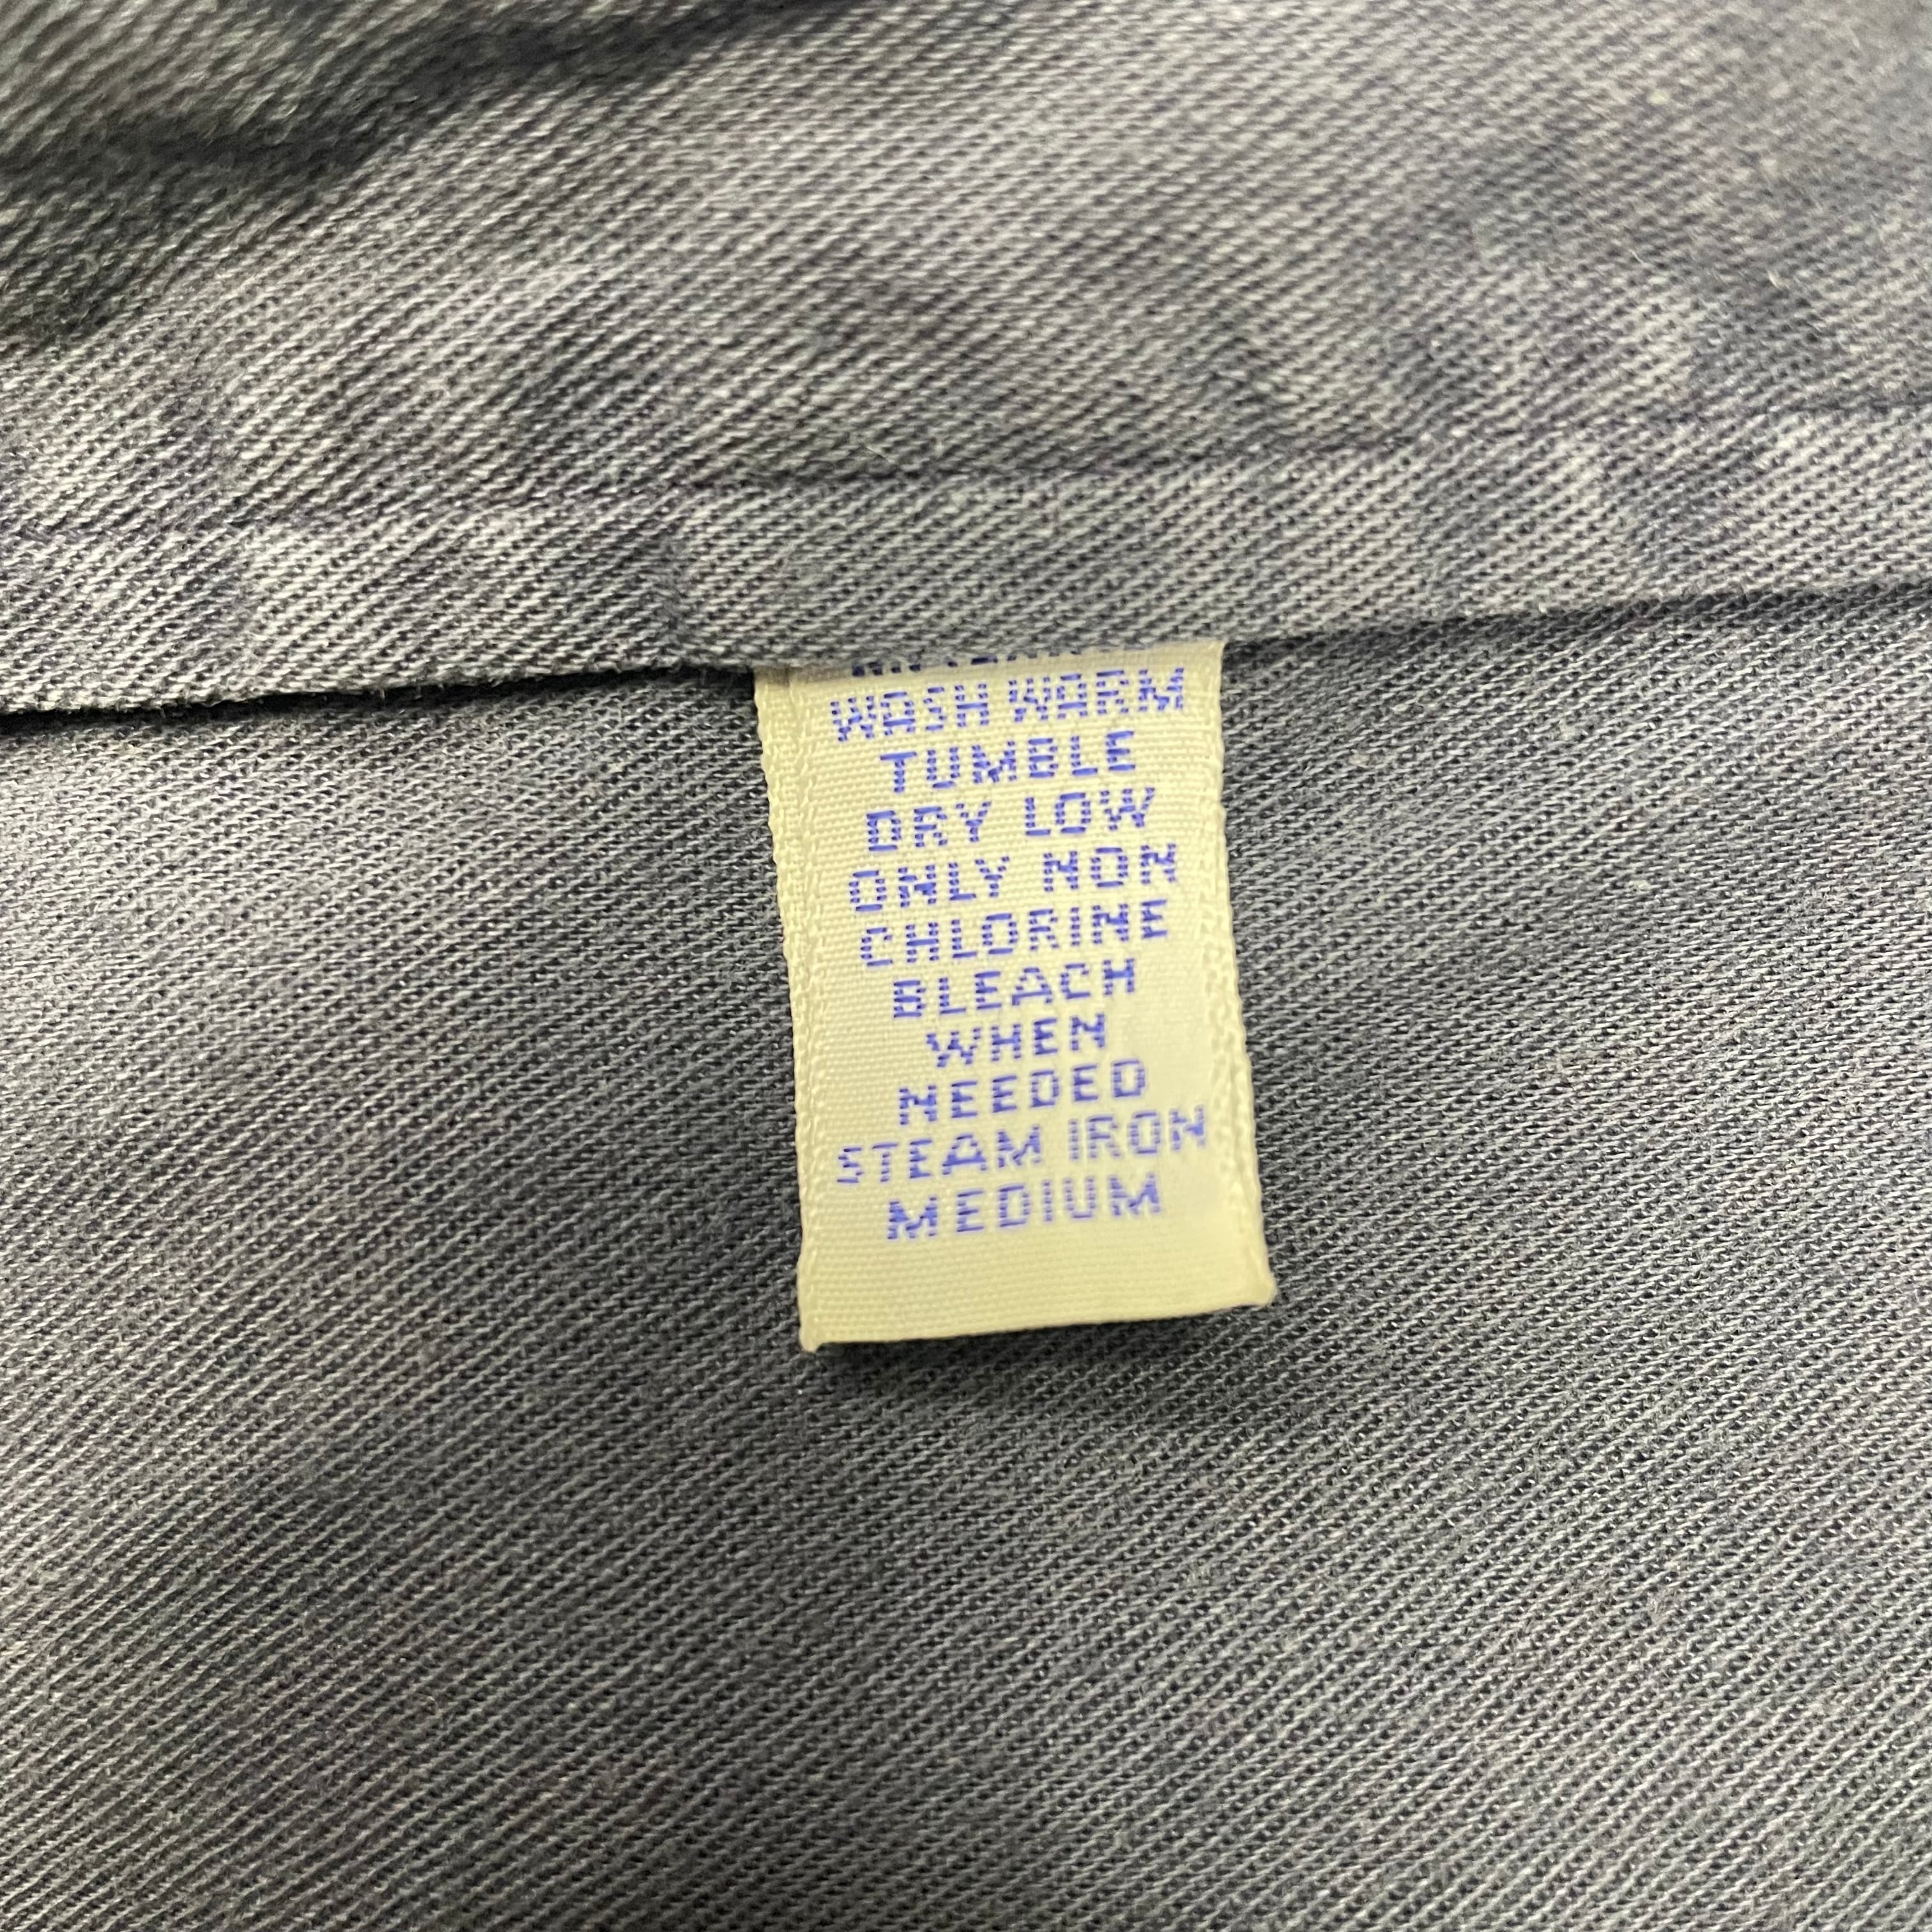 WASH WARM
TUMBLE
DRY LOW
ONLY NON
CHLORINE
BLEACH
WHEN
NEEDED
STEAM IRON
MEDIUM